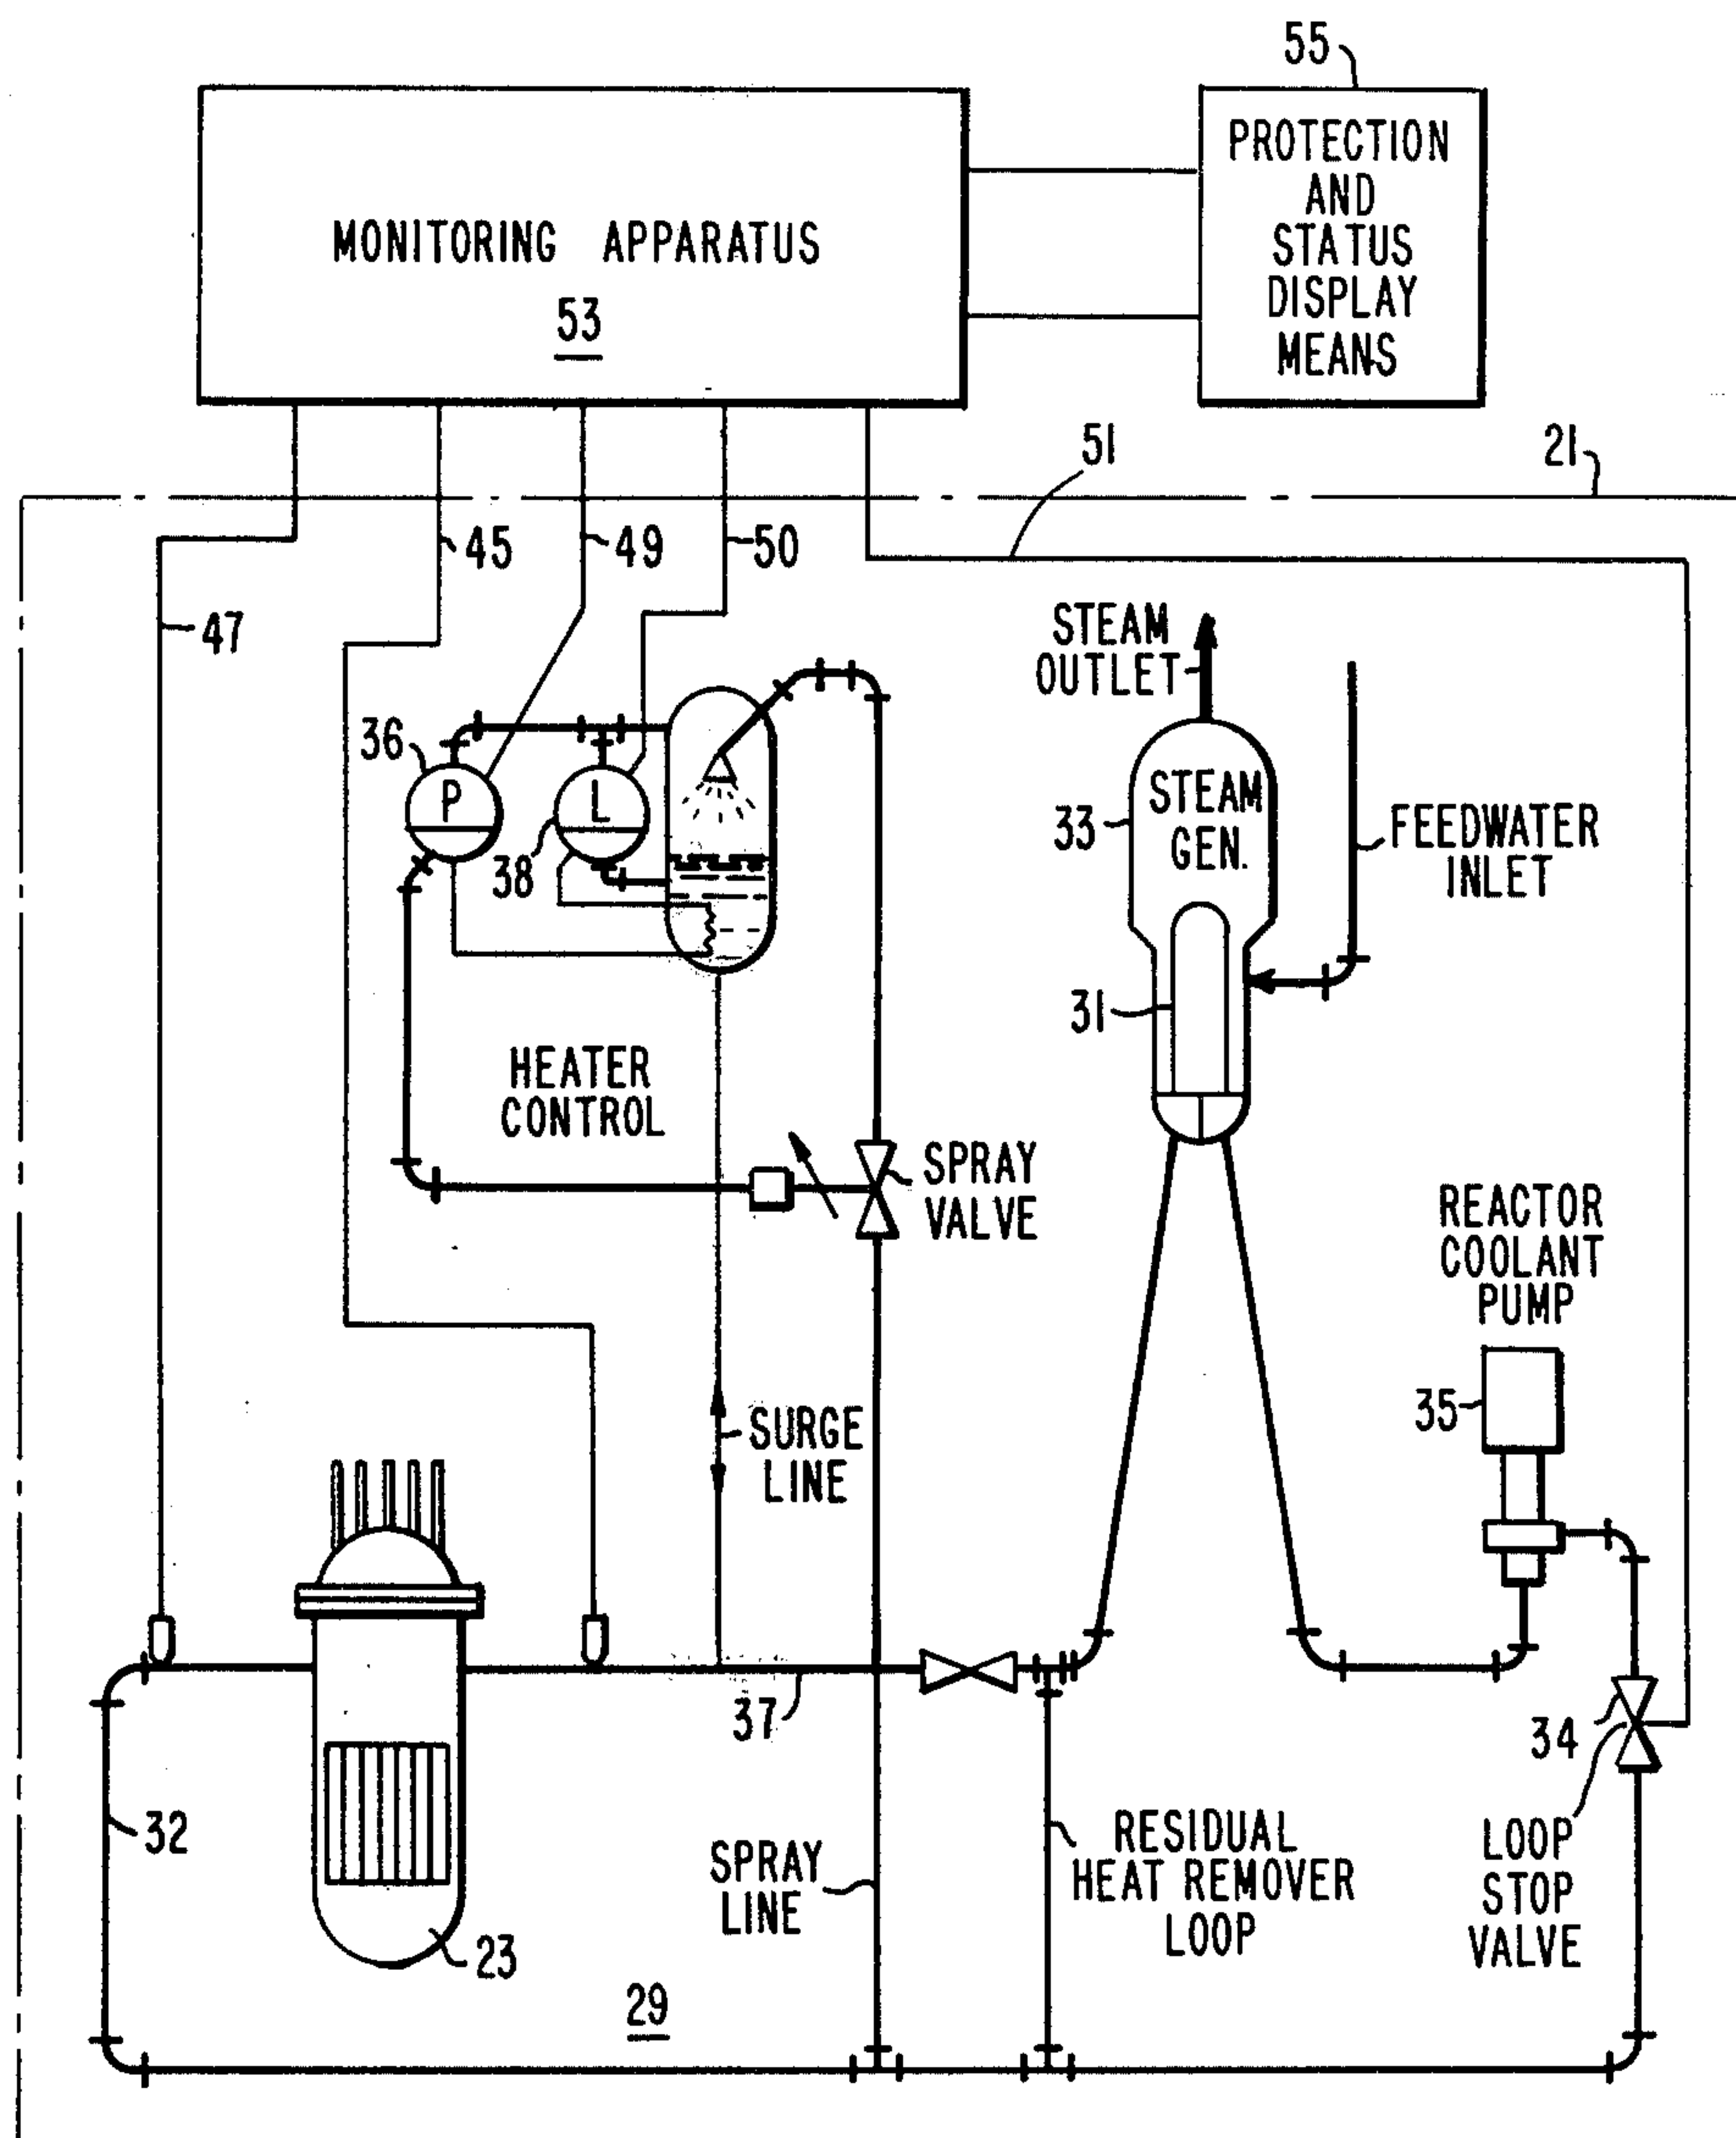 55
PROTECTION
AND
STATUS
DISPLAY
MEANS
MONITORING APPARATUS
53
51
21
45
49
50
47
STEAM
OUTLET
36
P
L
38
33
STEAM
GEN.
FEEDWATER
INLET
31
HEATER
CONTROL
SPRAY
VALVE
REACTOR
COOLANT
PUMP
35
SURGE
LINE
37
34
32
SPRAY
LINE
RESIDUAL
HEAT REMOVER
LOOP
LOOP
STOP
VALVE
23
29